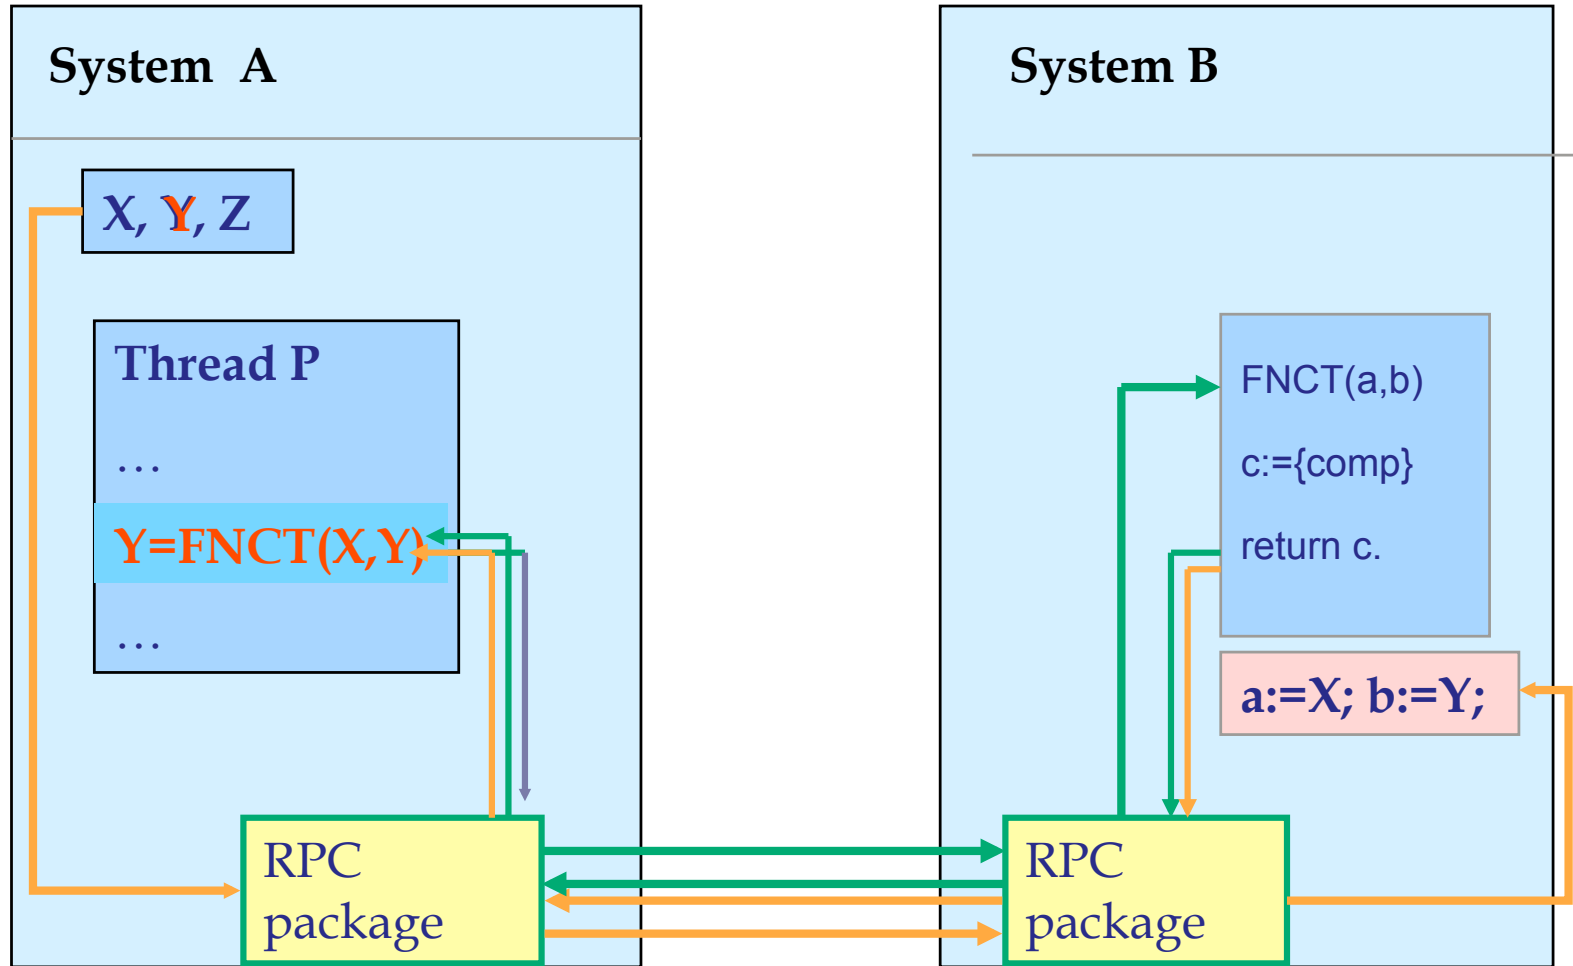 System A
X, Y, Z
Thread P
…
Y=FNCT(X,Y)
…
RPC
package
System B
FNCT(a,b)
c:={comp}
return c.
a:=X; b:=Y;
RPC
package